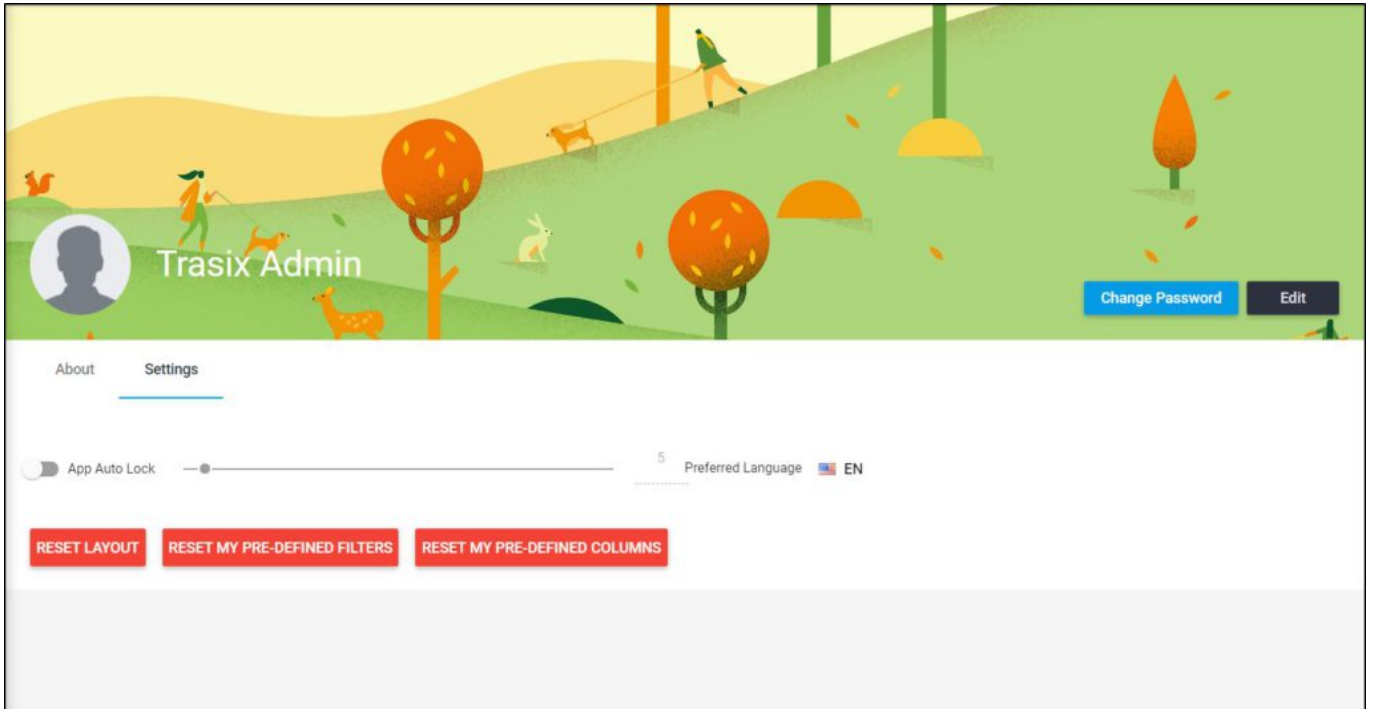 Trasix Admin
Change Password Edit
About Settings
App Auto Lock 5 Preferred Language EN
RESET LAYOUT RESET MY PRE-DEFINED FILTERS RESET MY PRE-DEFINED COLUMNS